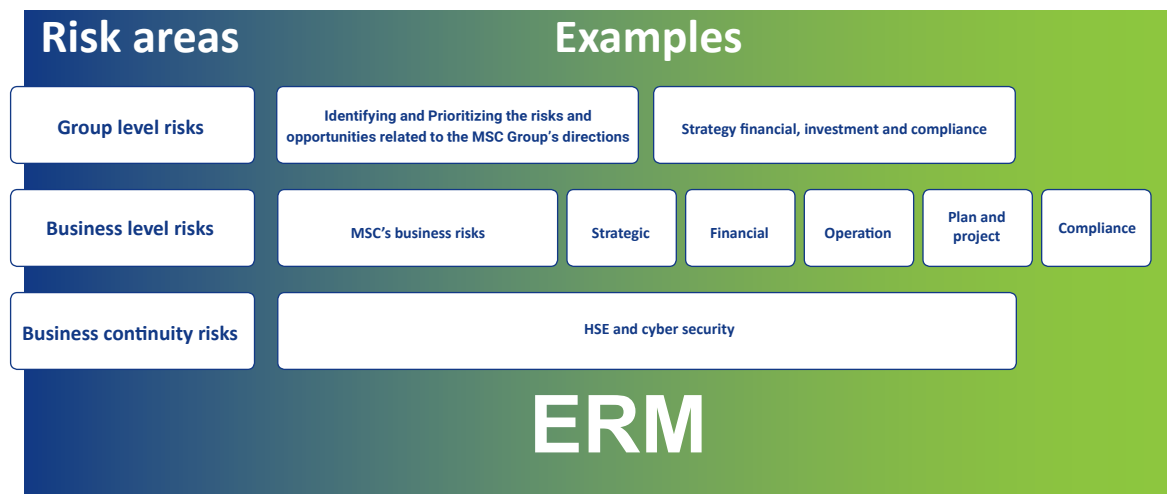 Risk areas
Examples
Group level risks
Identifying and Prioritizing the risks and
opportunities related to the MSC Group's directions
Strategy financial, investment and compliance
Business level risks
MSC's business risks
Strategic
Financial
Operation
Plan and
project
Compliance
Business continuity risks
HSE and cyber security
ERM